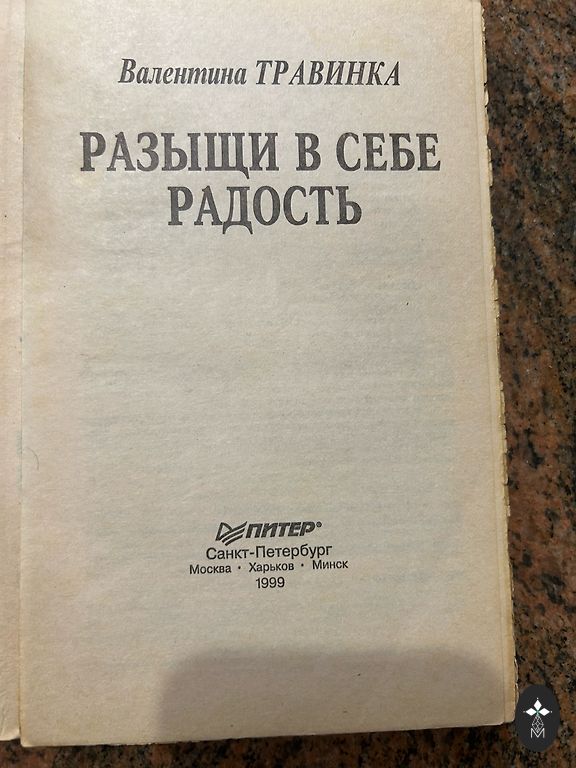 Валентина ТРАВИНКА
РАЗЫЩИ В СЕБЕ
РАДОСТЬ
ПИТЕР®
Санкт-Петербург
Москва • Харьков • Минск
1999
M